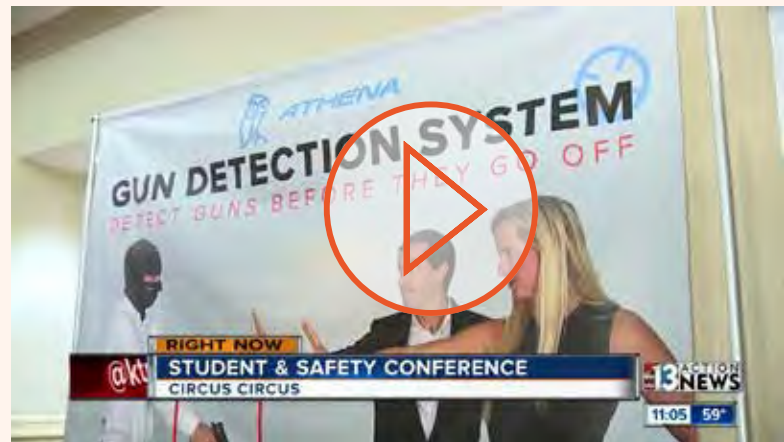 ATHENA
GUN DETECTION SYSTEM
DETECT GUNS BEFORE THEY GO OFF
RIGHT NOW
@kt
STUDENT & SAFETY CONFERENCE
CIRCUS CIRCUS
13 ACTION NEWS
11:05 59°